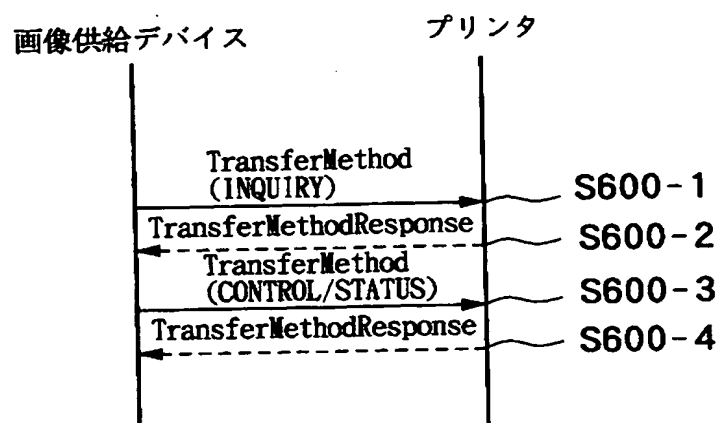 画像供給デバイス
プリンタ
TransferMethod
(INQUIRY)
S600-1
TransferMethodResponse
S600-2
TransferMethod
(CONTROL/STATUS)
S600-3
TransferMethodResponse
S600-4